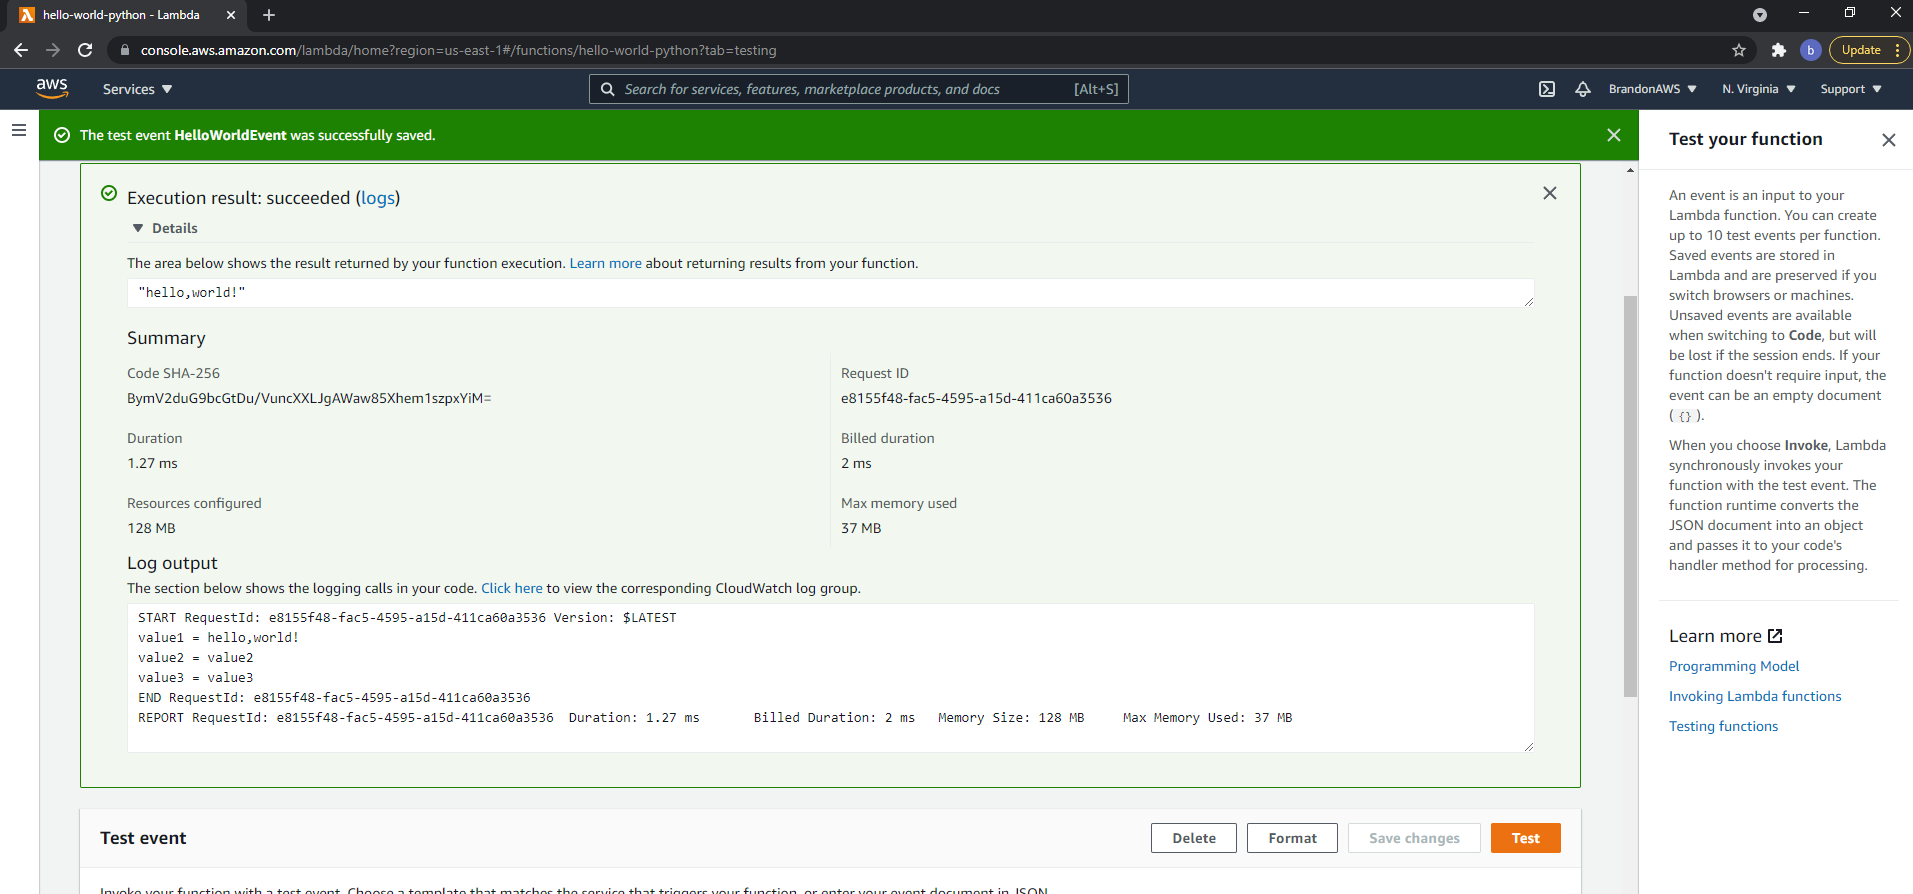 hello-world-python - Lambda
console.aws.amazon.com/lambda/home?region=us-east-1#/functions/hello-world-python?tab=testing
b
Update
aws
Services
Search for services, features, marketplace products, and docs
[Alt+S]
BrandonAWS
N. Virginia
Support
The test event HelloWorldEvent was successfully saved.
Execution result: succeeded (logs)
Details
The area below shows the result returned by your function execution. Learn more about returning results from your function.
"hello,world!"
Summary
Code SHA-256
BymV2duG9bcGtDu/VuncXXLJgAWaw85Xhem1szpxYiM=
Request ID
e8155f48-fac5-4595-a15d-411ca60a3536
Duration
1.27 ms
Billed duration
2 ms
Resources configured
128 MB
Max memory used
37 MB
Log output
The section below shows the logging calls in your code. Click here to view the corresponding CloudWatch log group.
START RequestId: e8155f48-fac5-4595-a15d-411ca60a3536 Version: $LATEST
value1 = hello,world!
value2 = value2
value3 = value3
END RequestId: e8155f48-fac5-4595-a15d-411ca60a3536
REPORT RequestId: e8155f48-fac5-4595-a15d-411ca60a3536 Duration: 1.27 ms Billed Duration: 2 ms Memory Size: 128 MB Max Memory Used: 37 MB
Test event
Delete
Format
Save changes
Test
Invoke your function with a test event. Choose a template that matches the service that triggers your function, or enter your event document in JSON.
Test your function
An event is an input to your
Lambda function. You can create
up to 10 test events per function.
Saved events are stored in
Lambda and are preserved if you
switch browsers or machines.
Unsaved events are available
when switching to Code, but will
be lost if the session ends. If your
function doesn't require input, the
event can be an empty document
( {} ).
When you choose Invoke, Lambda
synchronously invokes your
function with the test event. The
function runtime converts the
JSON document into an object
and passes it to your code's
handler method for processing.
Learn more
Programming Model
Invoking Lambda functions
Testing functions